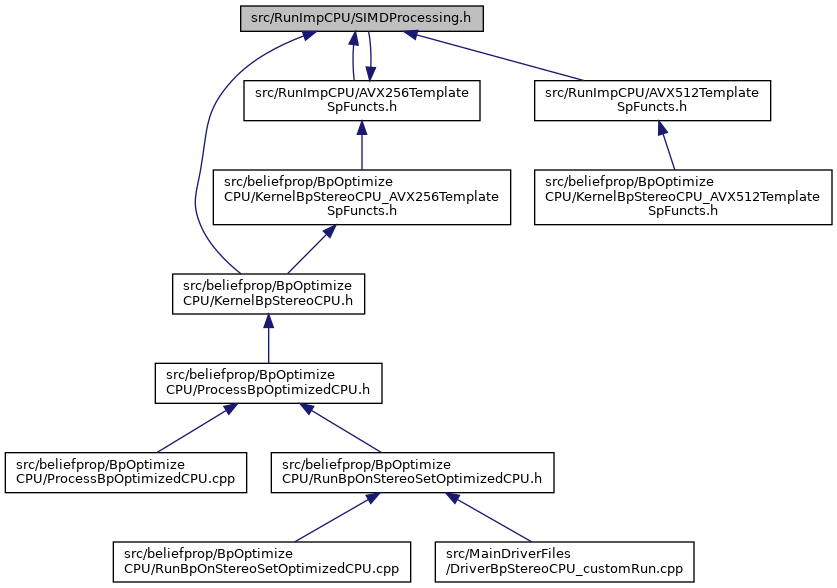 src/RunImpCPU/SIMDProcessing.h
src/RunImpCPU/AVX256Template
SpFuncts.h
src/RunImpCPU/AVX512Template
SpFuncts.h
src/beliefprop/BpOptimize
CPU/KernelBpStereoCPU_AVX256Template
SpFuncts.h
src/beliefprop/BpOptimize
CPU/KernelBpStereoCPU_AVX512Template
SpFuncts.h
src/beliefprop/BpOptimize
CPU/KernelBpStereoCPU.h
src/beliefprop/BpOptimize
CPU/ProcessBpOptimizedCPU.h
src/beliefprop/BpOptimize
CPU/ProcessBpOptimizedCPU.cpp
src/beliefprop/BpOptimize
CPU/RunBpOnStereoSetOptimizedCPU.h
src/beliefprop/BpOptimize
CPU/RunBpOnStereoSetOptimizedCPU.cpp
src/MainDriverFiles
/DriverBpStereoCPU_customRun.cpp